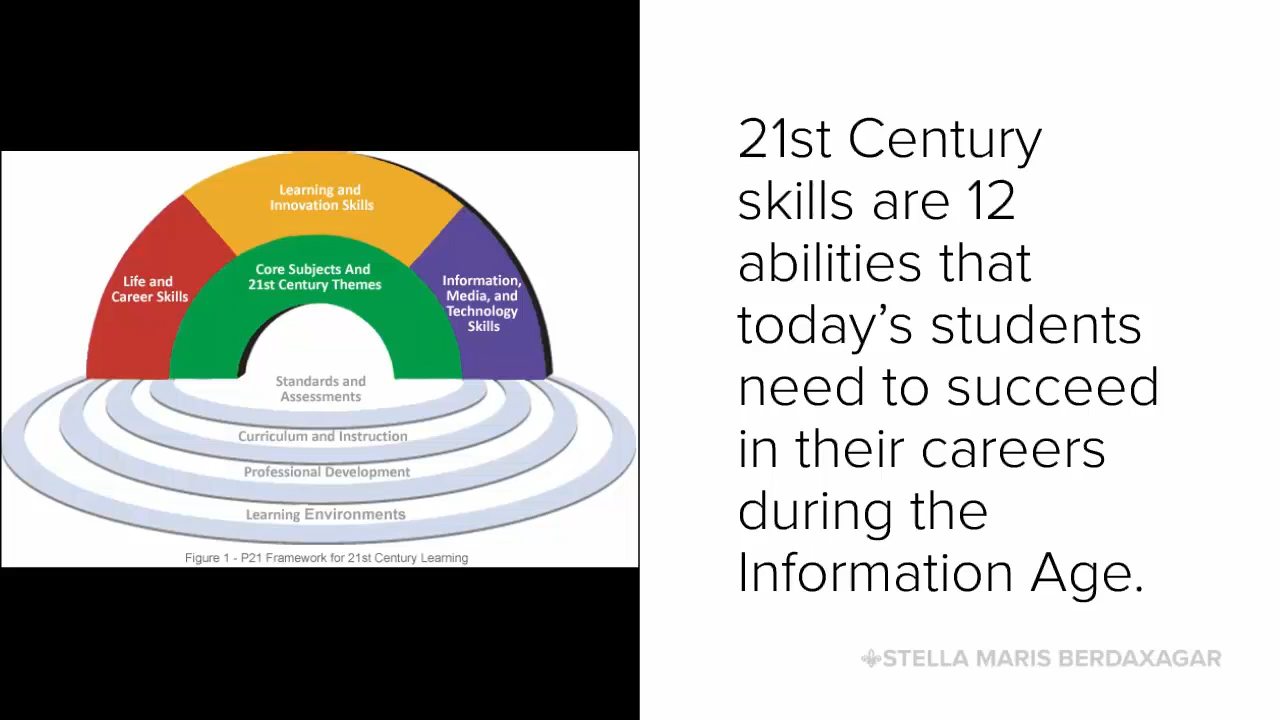 Learning and
Innovation Skills
Core Subjects And
21st Century Themes
Life and
Career Skills
Information,
Media, and
Technology
Skills
Standards and
Assessments
Curriculum and Instruction
Professional Development
Learning Environments
Figure 1 - P21 Framework for 21st Century Learning
21st Century
skills are 12
abilities that
today’s students
need to succeed
in their careers
during the
Information Age.
STELLA MARIS BERDAXAGAR